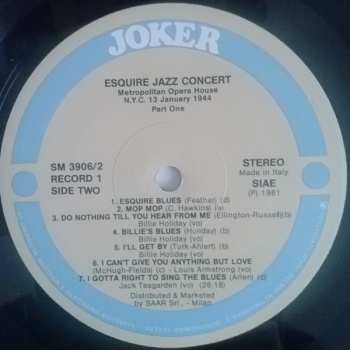 JOKER
ESQUIRE JAZZ CONCERT
Metropolitan Opera House
N.Y.C. 13 January 1944
Part One
SM 3906/2
RECORD 1
SIDE TWO
STEREO
Made in Italy
SIAE
(P) 1981
1. ESQUIRE BLUES (Feather) (d)
2. MOP MOP (C. Hawkins)
3. DO NOTHING TILL YOU HEAR FROM ME (Ellington-Russell)(b)
Billie Holiday (vo)
4. BILLIE'S BLUES (Huniday) (b)
Billie Holiday (vo)
5. I'LL GET BY (Turk-Ahlert) (b)
Billie Holiday (vo)
6. I CAN'T GIVE YOU ANYTHING BUT LOVE
(McHugh-Fields) (c) - Louis Armstrong (vo)
7. I GOTTA RIGHT TO SING THE BLUES (Arlen) (d)
Jack Teagarden (vo) (28,18)
Distributed & Marketed
by SAAR Srl. - Milan